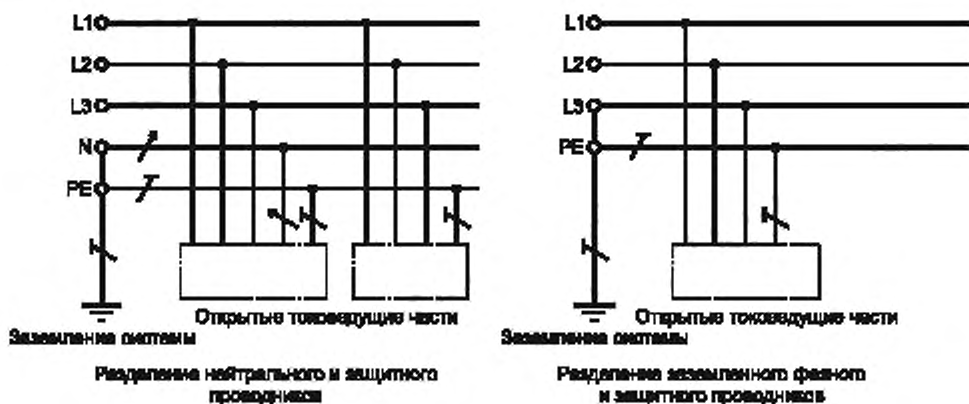 L1
L2
L3
N
PE
Открытые токоведущие части
Заземление системы
Разделение нейтрального и защитного
проводников
L1
L2
L3
PE
Открытые токоведущие части
Заземление системы
Разделение заземленного фазного
и защитного проводников